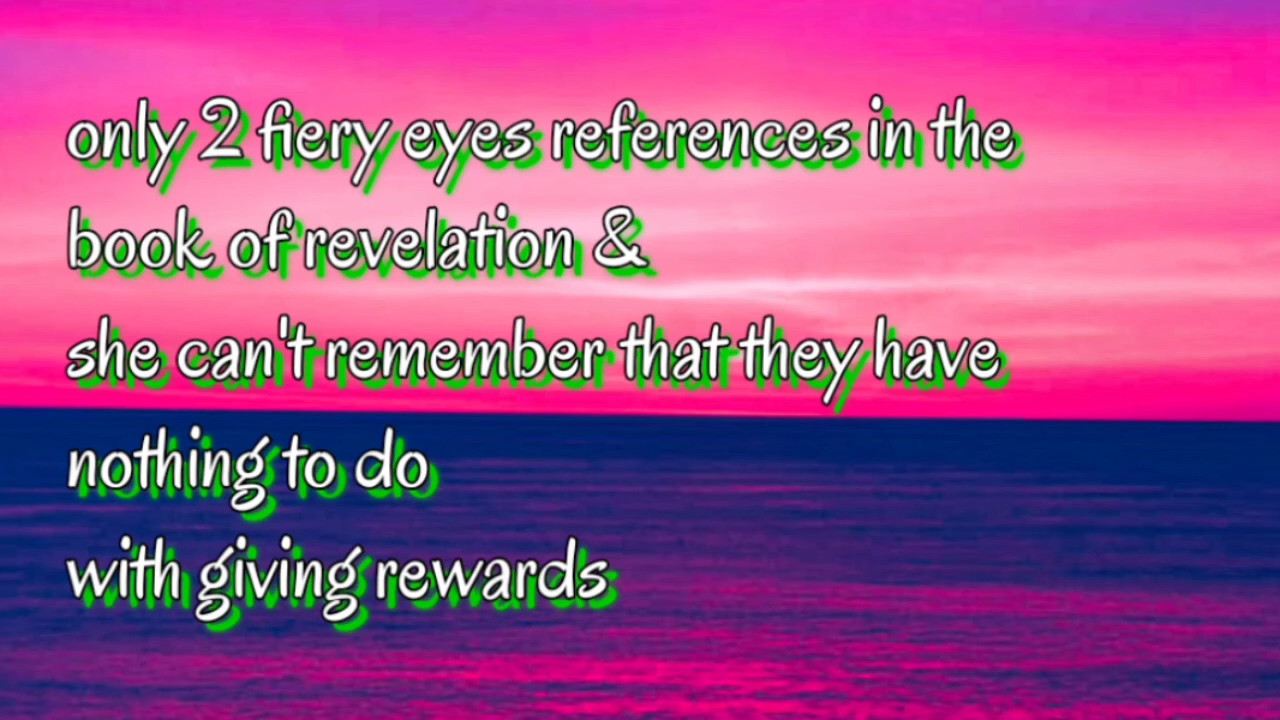 only 2 fiery eyes references in the
book of revelation &
she can't remember that they have
nothing to do
with giving rewards